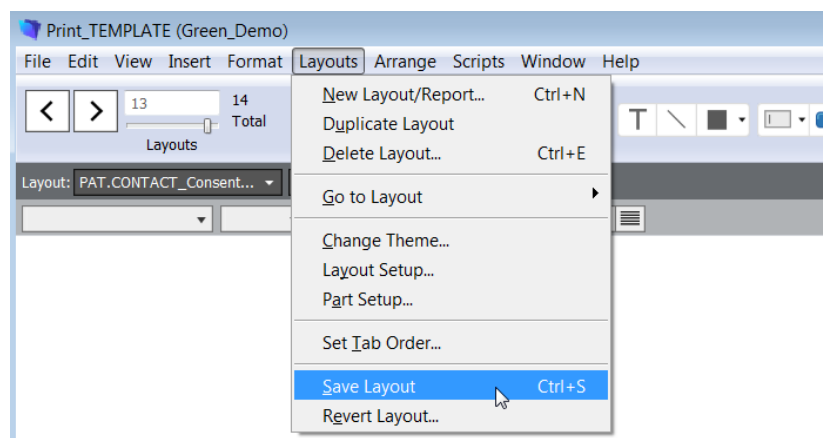 Print_TEMPLATE (Green_Demo)
File Edit View Insert Format Layouts Arrange Scripts Window Help
13
14
Total
Layouts
Layout: PAT.CONTACT_Consent...
New Layout/Report... Ctrl+N
Duplicate Layout
Delete Layout... Ctrl+E
Go to Layout
Change Theme...
Layout Setup...
Part Setup...
Set Tab Order...
Save Layout Ctrl+S
Revert Layout...
T